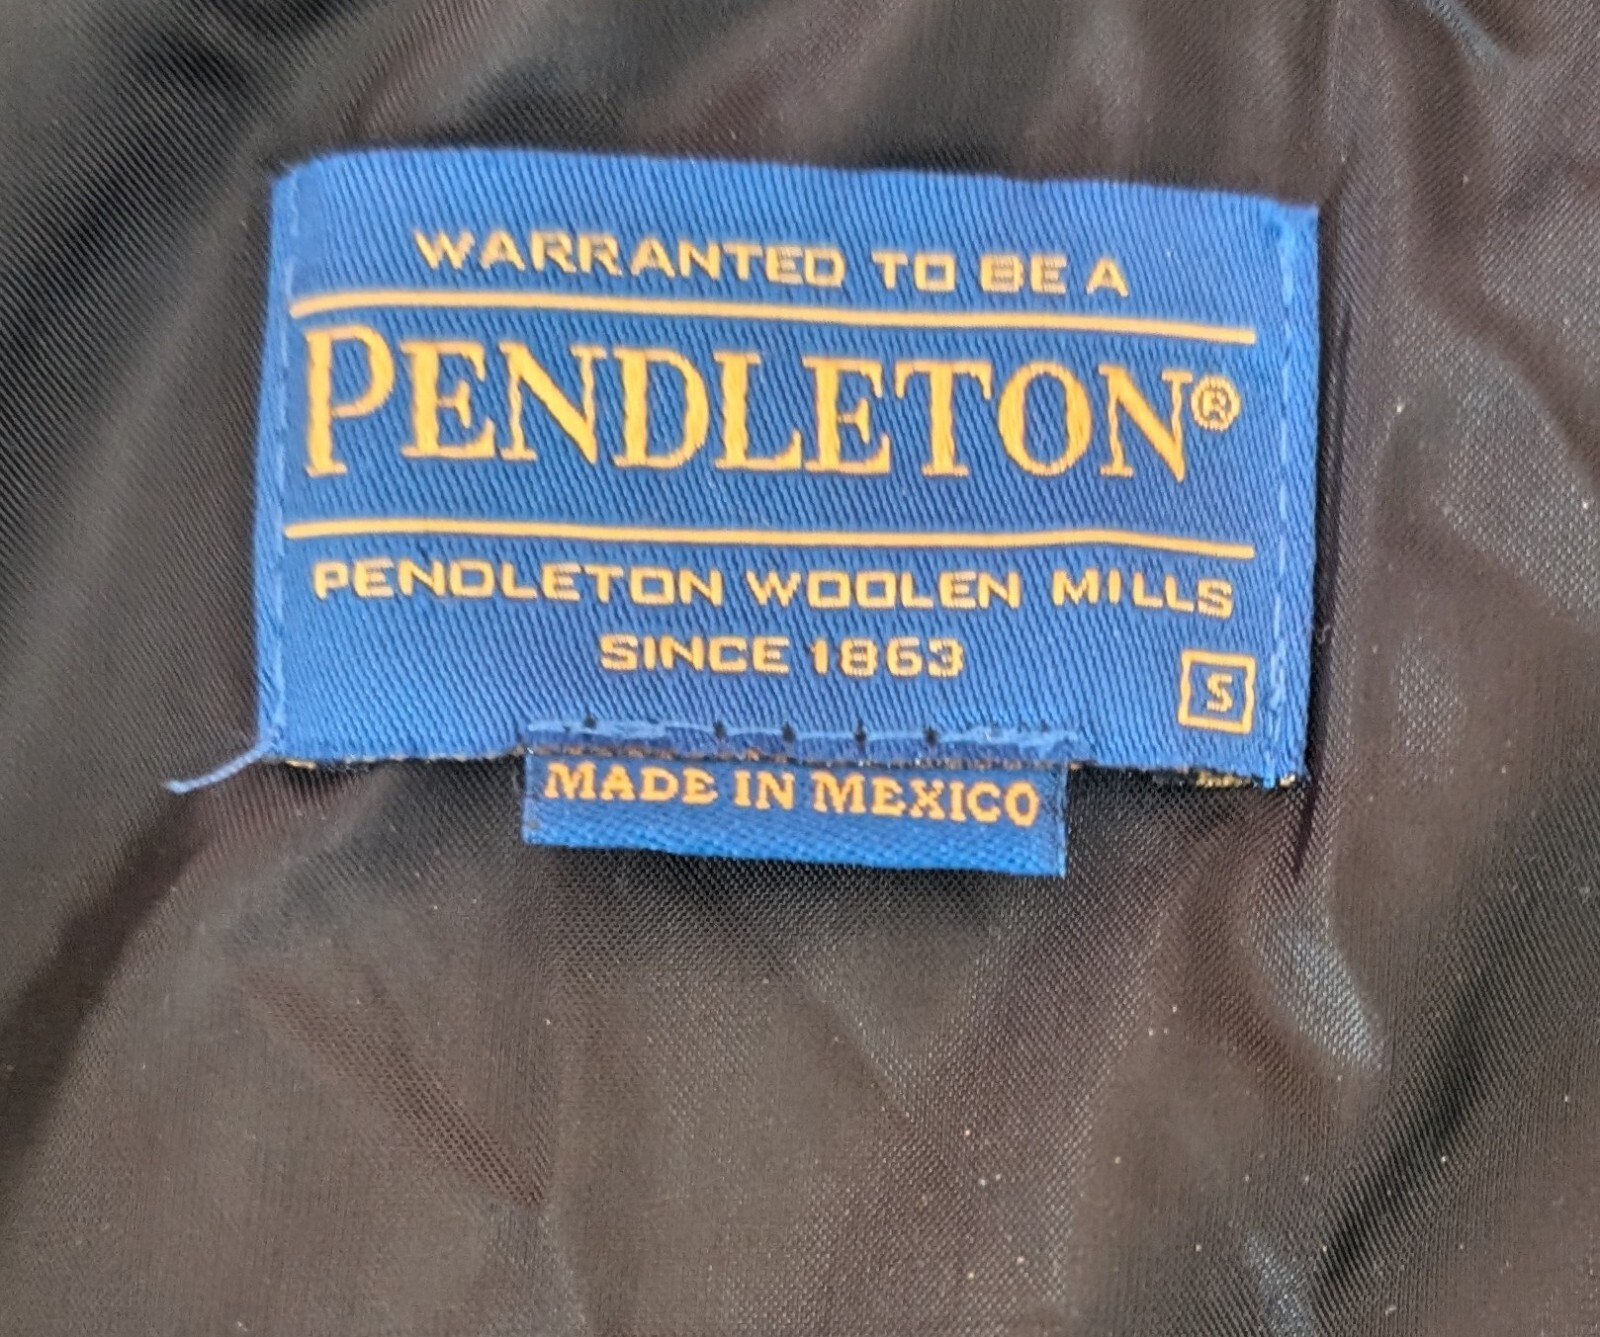 WARRANTED TO BE A
PENDLETON®
PENDLETON WOOLEN MILLS
SINCE 1863
S
MADE IN MEXICO